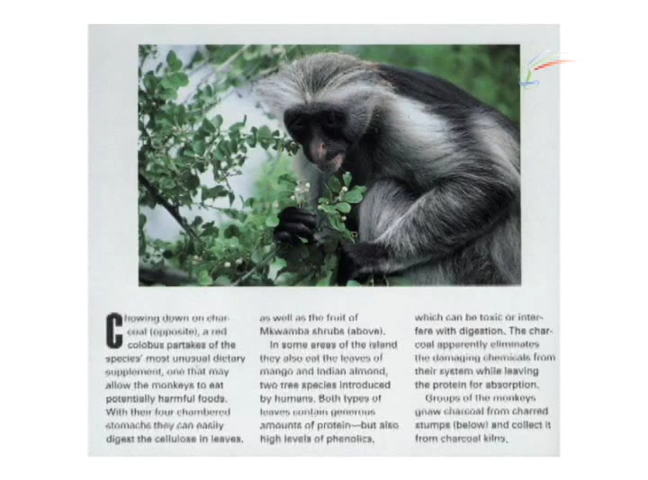 Chowing down on char-
coal (opposite), a red
colobus partakes of the
species' most unusual dietary
supplement, one that may
allow the monkeys to eat
potentially harmful foods.
With their four chambered
stomachs they can easily
digest the cellulose in leaves,
as well as the fruit of
Mkwamba shrubs (above).
In some areas of the island
they also eat the leaves of
mango and Indian almond,
two tree species introduced
by humans. Both types of
leaves contain generous
amounts of protein—but also
high levels of phenolics,
which can be toxic or inter-
fere with digestion. The char-
coal apparently eliminates
the damaging chemicals from
their system while leaving
the protein for absorption.
Groups of the monkeys
gnaw charcoal from charred
stumps (below) and collect it
from charcoal kilns.